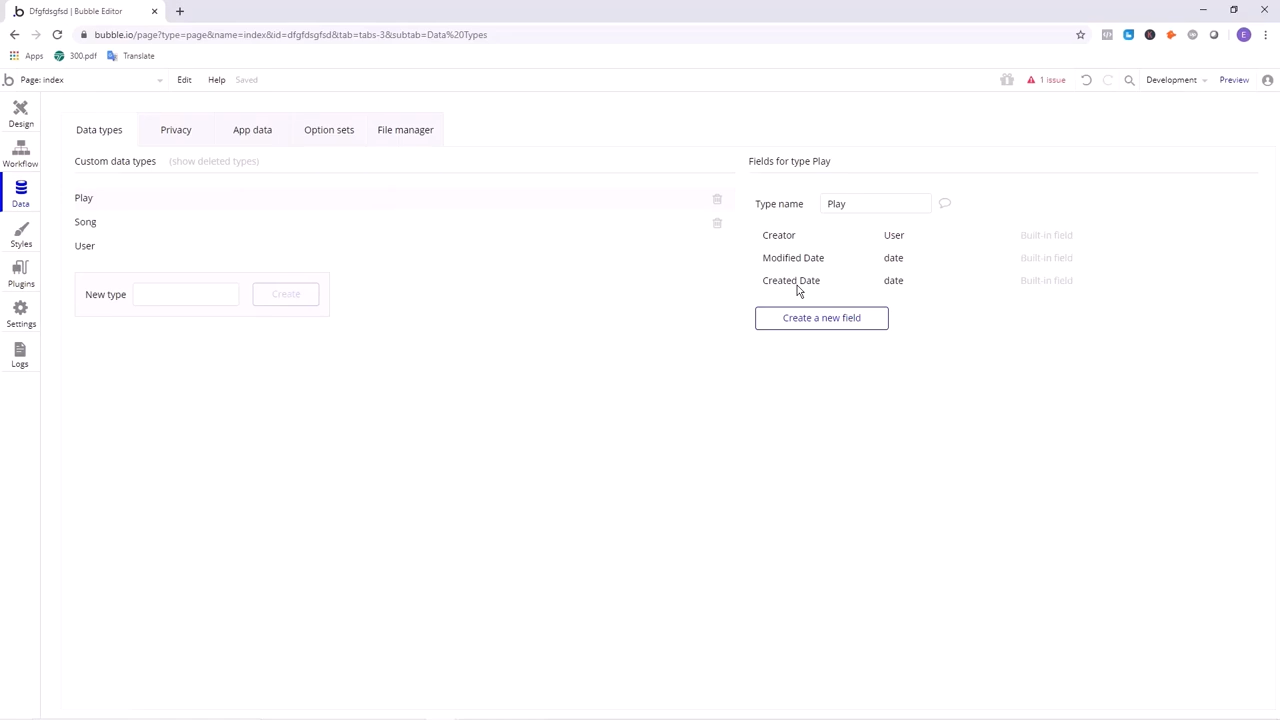 Dfgfdsgfsd | Bubble Editor
bubble.io/page?type=page&name=index&id=dfgfdsgfsd&tab=tabs-3&subtab=Data%20Types
E
Apps 300.pdf Translate
Page: index Edit Help Saved 1 issue Development Preview
Design
Workflow
Data
Styles
Plugins
Settings
Logs
Data types Privacy App data Option sets File manager
Custom data types (show deleted types)
Play
Song
User
New type Create
Fields for type Play
Type name Play
Creator User Built-in field
Modified Date date Built-in field
Created Date date Built-in field
Create a new field